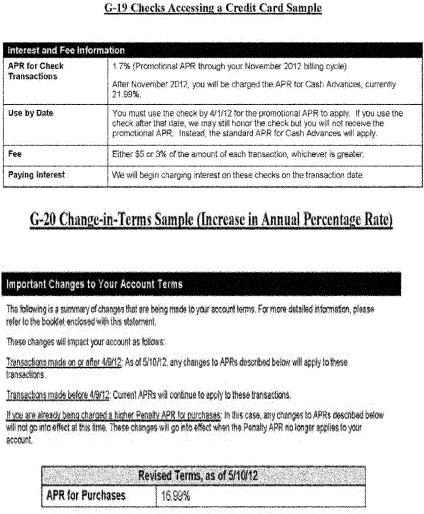 G-19 Checks Accessing a Credit Card Sample
Interest and Fee Information
APR for Check Transactions
1.7% (Promotional APR through your November 2012 billing cycle)
After November 2012, you will be charged the APR for Cash Advances, currently
21.99%.
Use by Date
You must use the check by 4/1/12 for the promotional APR to apply. If you use the
check after that date, we may still honor the check but you will not receive the
promotional APR. Instead, the standard APR for Cash Advances will apply.
Fee
Either $5 or 3% of the amount of each transaction, whichever is greater.
Paying Interest
We will begin charging interest on these checks on the transaction date.
G-20 Change-in-Terms Sample (Increase in Annual Percentage Rate)
Important Changes to Your Account Terms
The following is a summary of changes that are being made to your account terms. For more detailed information, please
refer to the booklet enclosed with this statement.
These changes will impact your account as follows:
Transactions made on or after 4/9/12: As of 5/10/12, any changes to APRs described below will apply to these
transactions.
Transactions made before 4/9/12: Current APRs will continue to apply to these transactions.
If you are already being charged a higher Penalty APR for purchases: In this case, any changes to APRs described below
will not go into effect at this time. These changes will go into effect when the Penalty APR no longer applies to your
account.
Revised Terms, as of 5/10/12
APR for Purchases
16.99%